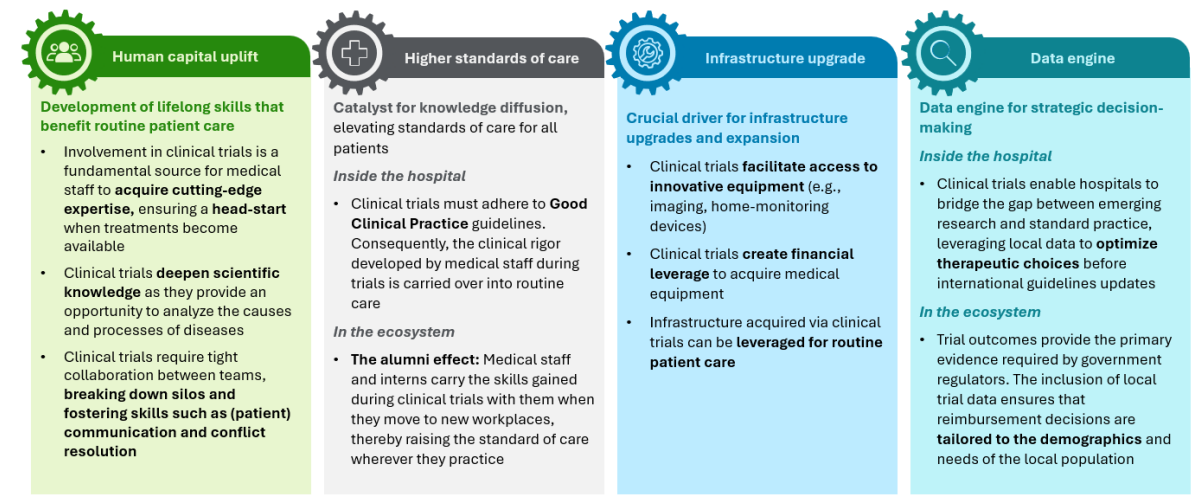 Human capital uplift
Development of lifelong skills that
benefit routine patient care
• Involvement in clinical trials is a
fundamental source for medical
staff to acquire cutting-edge
expertise, ensuring a head-start
when treatments become
available
• Clinical trials deepen scientific
knowledge as they provide an
opportunity to analyze the causes
and processes of diseases
• Clinical trials require tight
collaboration between teams,
breaking down silos and
fostering skills such as (patient)
communication and conflict
resolution
Higher standards of care
Catalyst for knowledge diffusion,
elevating standards of care for all
patients
Inside the hospital
• Clinical trials must adhere to Good
Clinical Practice guidelines.
Consequently, the clinical rigor
developed by medical staff during
trials is carried over into routine
care
In the ecosystem
• The alumni effect: Medical staff
and interns carry the skills gained
during clinical trials with them when
they move to new workplaces,
thereby raising the standard of care
wherever they practice
Infrastructure upgrade
Crucial driver for infrastructure
upgrades and expansion
• Clinical trials facilitate access to
innovative equipment (e.g.,
imaging, home-monitoring
devices)
• Clinical trials create financial
leverage to acquire medical
equipment
• Infrastructure acquired via clinical
trials can be leveraged for routine
patient care
Data engine
Data engine for strategic decision-
making
Inside the hospital
• Clinical trials enable hospitals to
bridge the gap between emerging
research and standard practice,
leveraging local data to optimize
therapeutic choices before
international guidelines updates
In the ecosystem
• Trial outcomes provide the primary
evidence required by government
regulators. The inclusion of local
trial data ensures that
reimbursement decisions are
tailored to the demographics and
needs of the local population